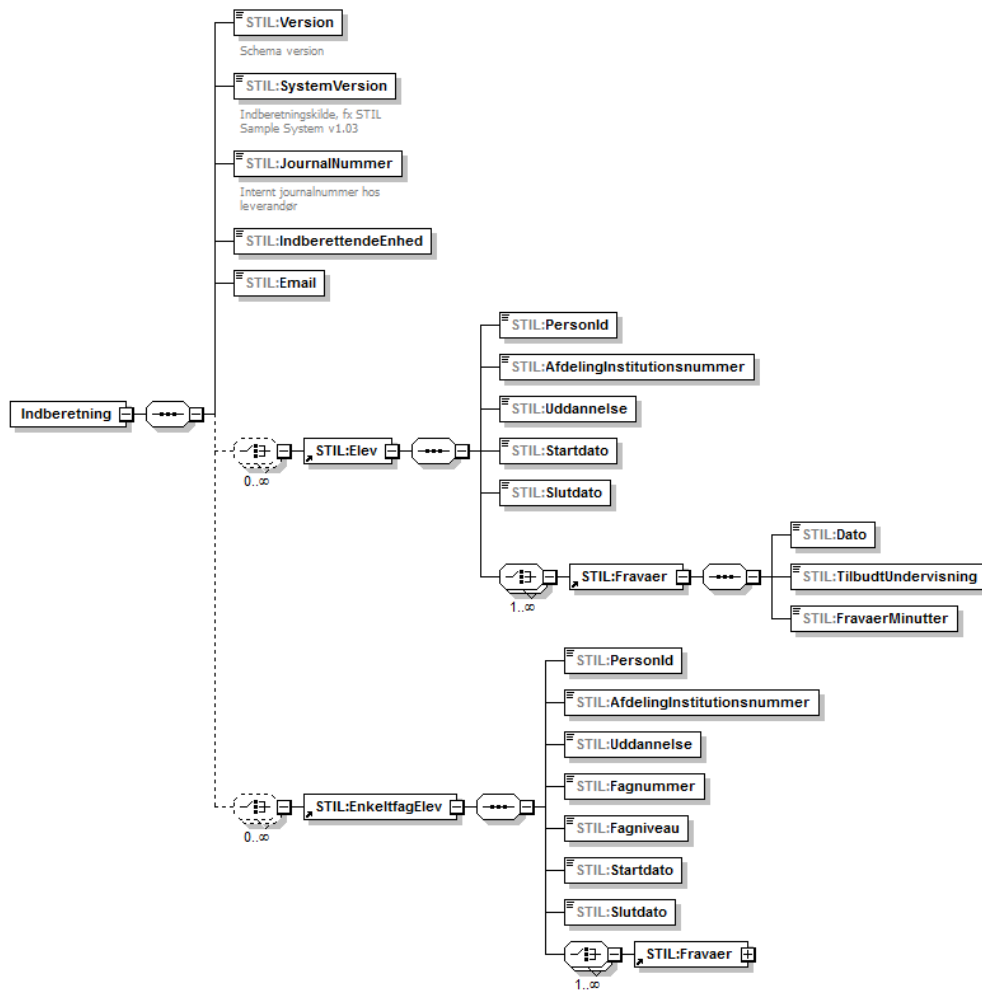 STIL:Version
Schema version
STIL:SystemVersion
Indberetningskilde, fx STIL
Sample System v1.03
STIL:JournalNummer
Internt journalnummer hos
leverandør
STIL:IndberettendeEnhed
STIL:Email
Indberetning
STIL:Elev
0..∞
STIL:PersonId
STIL:AfdelingInstitutionsnummer
STIL:Uddannelse
STIL:Startdato
STIL:Slutdato
STIL:Fravaer
1..∞
STIL:Dato
STIL:TilbudtUndervisning
STIL:FravaerMinutter
STIL:EnkeltfagElev
0..∞
STIL:PersonId
STIL:AfdelingInstitutionsnummer
STIL:Uddannelse
STIL:Fagnummer
STIL:Fagniveau
STIL:Startdato
STIL:Slutdato
STIL:Fravaer
1..∞